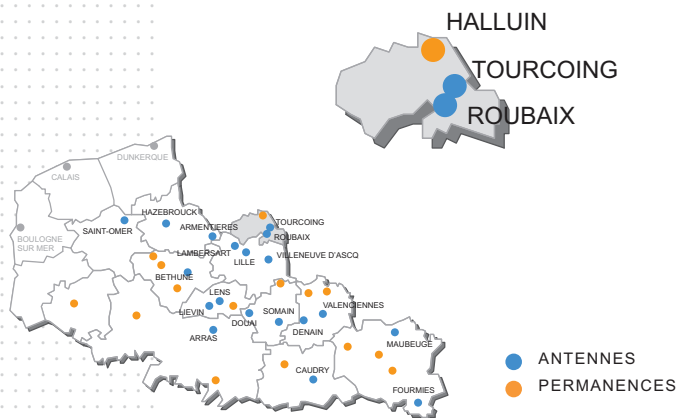 HALLUIN
TOURCOING
ROUBAIX
DUNKERQUE
CALAIS
HAZEBROUCK
SAINT-OMER
ARMENTIERES
TOURCOING
ROUBAIX
BOULOGNE
SUR MER
LAMBERSART
LILLE
VILLENEUVE D'ASCQ
BETHUNE
LENS
LIEVIN
DOUAI
SOMAIN
VALENCIENNES
DENAIN
ARRAS
MAUBEUGE
CAUDRY
FOURMIES
ANTENNES
PERMANENCES